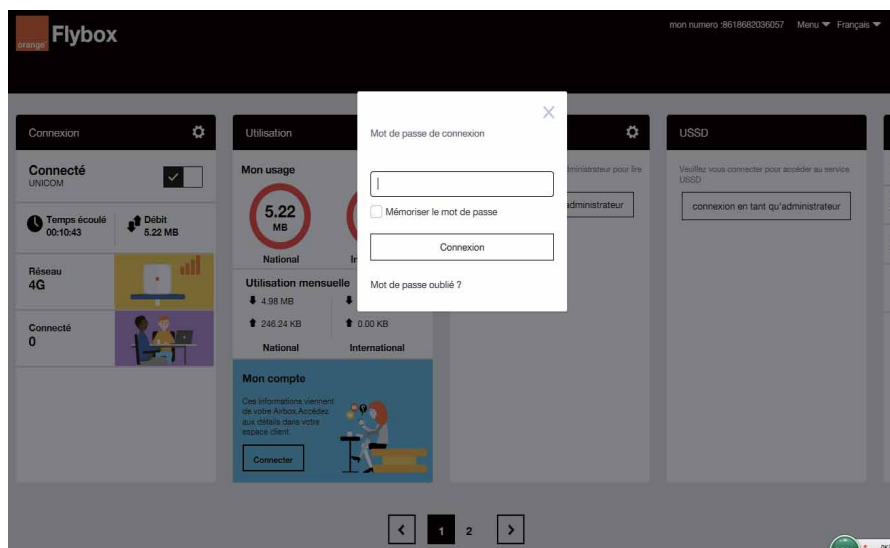 orange
Flybox
mon numero :8618682036057 Menu Français
Connexion
Connecté
UNICOM
Temps écoulé
00:10:43
Débit
5.22 MB
Réseau
4G
Connecté
0
Utilisation
Mon usage
5.22
MB
National
Utilisation mensuelle
4.98 MB
246.24 KB
0.00 KB
National
International
Mon compte
Ces informations viennent
de votre Airbox.Accédez
aux détails dans votre
espace client.
Connecter
Mot de passe de connexion
Mémoriser le mot de passe
Connexion
Mot de passe oublié ?
pour lire
administrateur
USSD
Veuillez vous connecter pour accéder au service
USSD
connexion en tant qu'administrateur
1
2